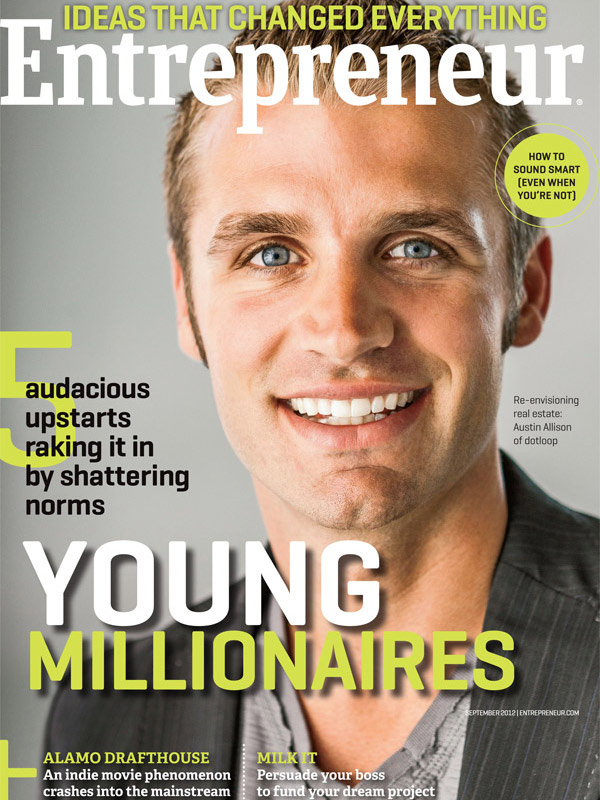 IDEAS THAT CHANGED EVERYTHING
Entrepreneur®
HOW TO
SOUND SMART
(EVEN WHEN
YOU'RE NOT)
5
audacious
upstarts
raking it in
by shattering
norms
Re-envisioning
real estate:
Austin Allison
of dotloop
YOUNG
MILLIONAIRES
SEPTEMBER 2012 | ENTREPRENEUR.COM
+
ALAMO DRAFTHOUSE
An indie movie phenomenon
crashes into the mainstream
MILK IT
Persuade your boss
to fund your dream project